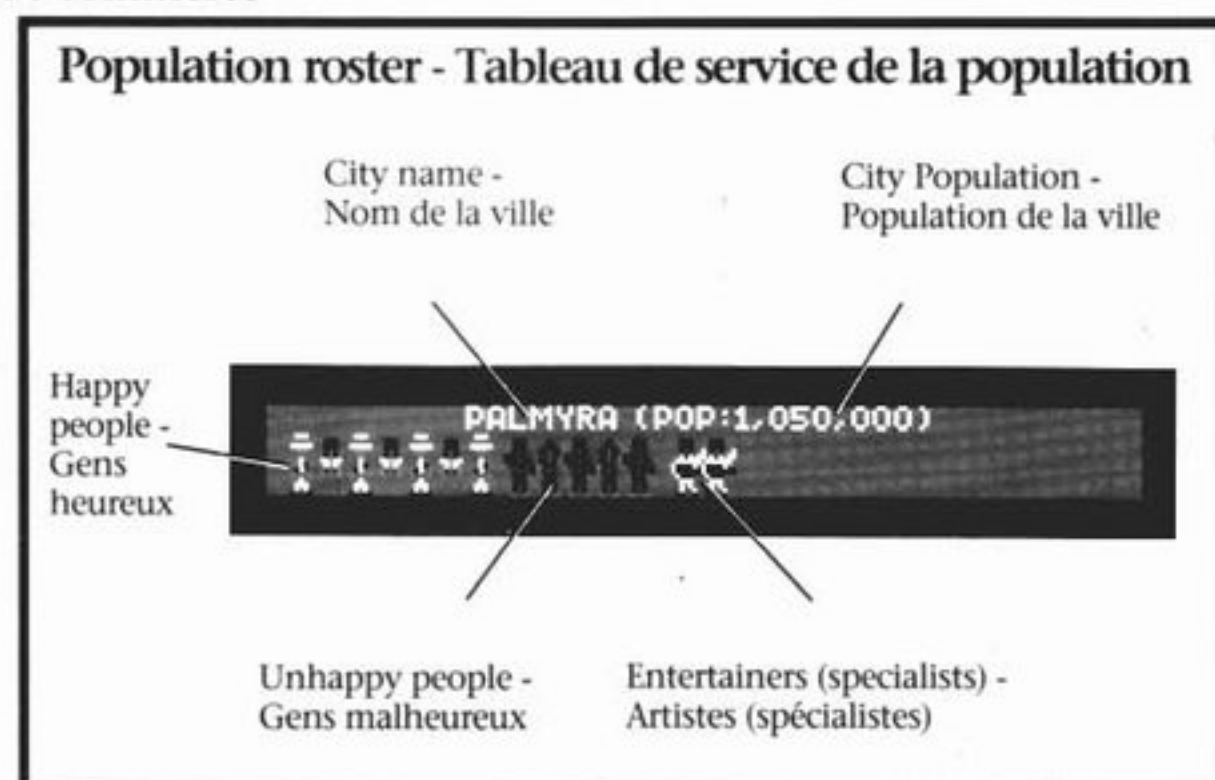 Population roster - Tableau de service de la population
City name -
Nom de la ville
City Population -
Population de la ville
Happy
people -
Gens
heureux
PALMYRA (POP:1,050,000)
Unhappy people -
Gens malheureux
Entertainers (specialists) -
Artistes (spécialistes)